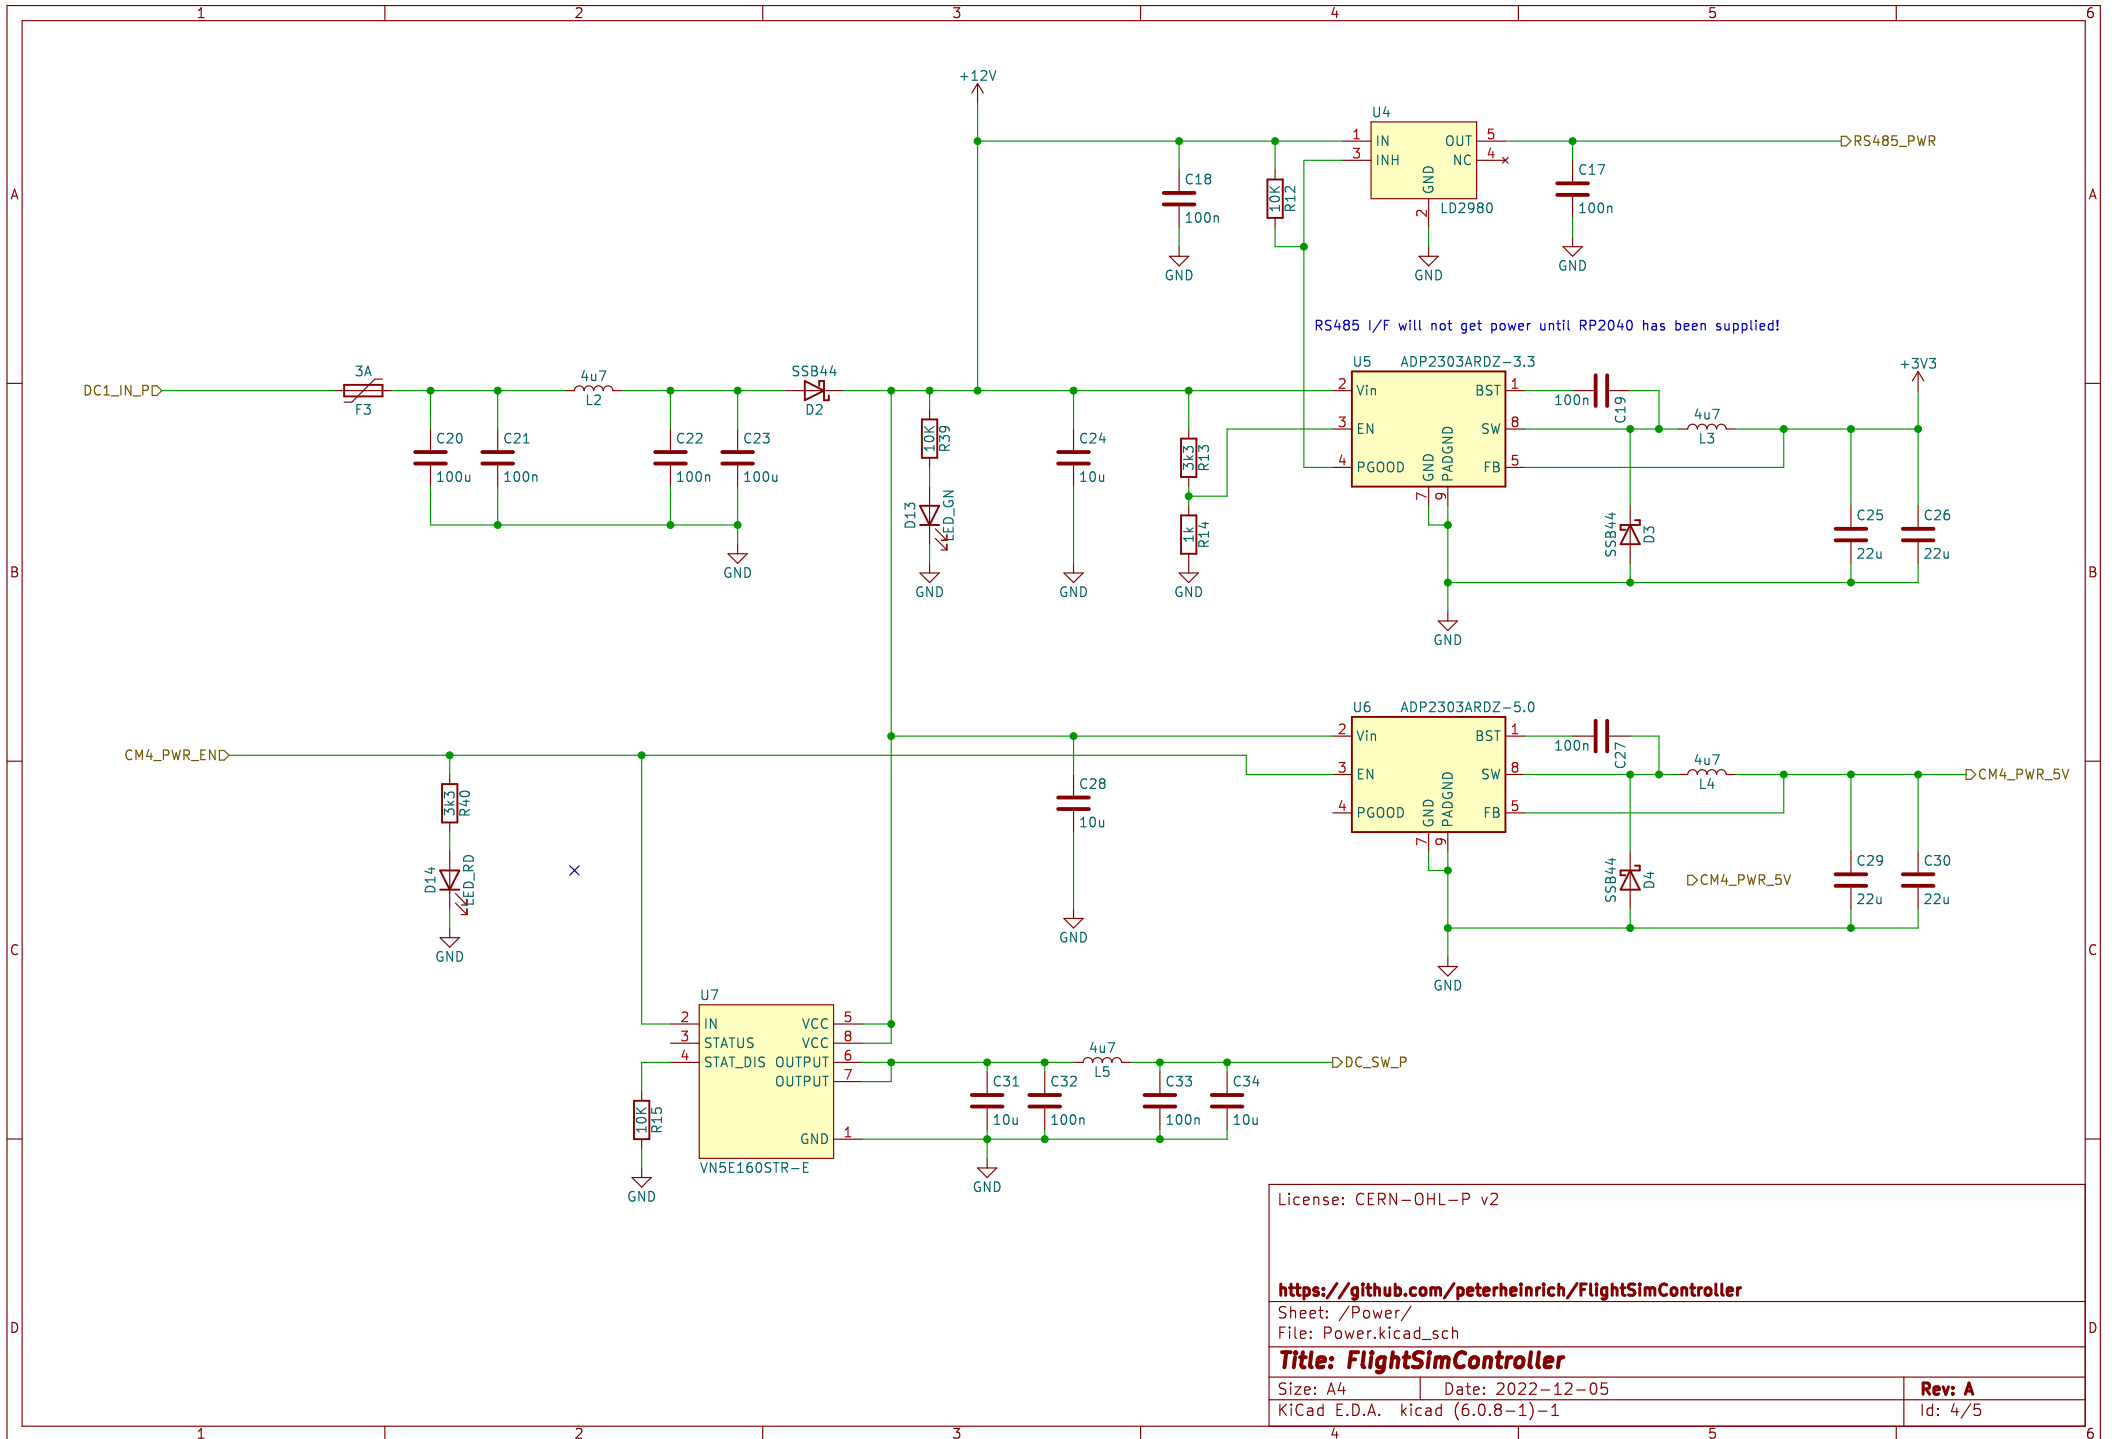 1 2 3 4 5 6
+12V
U4
1 IN OUT 5
3 INH NC 4
GND
2
LD2980
RS485_PWR
A A
C18
100n
GND
10K
R12
GND
C17
100n
GND
RS485 I/F will not get power until RP2040 has been supplied!
DC1_IN_P
3A
F3
4u7
L2
SSB44
D2
C20
100u
C21
100n
C22
100n
C23
100u
GND
10K
R39
D13
LED_GN
GND
C24
10u
GND
3k3
R13
1k
R14
GND
U5 ADP2303ARDZ-3.3
2 Vin BST 1
3 EN SW 8
4 PGOOD FB 5
GND
PADGND
7 9
GND
100n
C19
4u7
L3
+3V3
SSB44
D3
C25
22u
C26
22u
B B
CM4_PWR_EN
3k3
R40
D14
LED_RD
GND
C28
10u
GND
U6 ADP2303ARDZ-5.0
2 Vin BST 1
3 EN SW 8
4 PGOOD FB 5
GND
PADGND
7 9
GND
100n
C27
4u7
L4
CM4_PWR_5V
SSB44
D4
CM4_PWR_5V
C29
22u
C30
22u
C C
U7
2 IN VCC 5
3 STATUS VCC 8
4 STAT_DIS OUTPUT 6
OUTPUT 7
GND 1
VN5E160STR-E
10K
R15
GND
C31
10u
C32
100n
4u7
L5
C33
100n
C34
10u
DC_SW_P
GND
License: CERN-OHL-P v2
https://github.com/peterheinrich/FlightSimController
Sheet: /Power/
File: Power.kicad_sch
Title: FlightSimController
Size: A4 Date: 2022-12-05 Rev: A
KiCad E.D.A. kicad (6.0.8-1)-1 Id: 4/5
D D
1 2 3 4 5 6